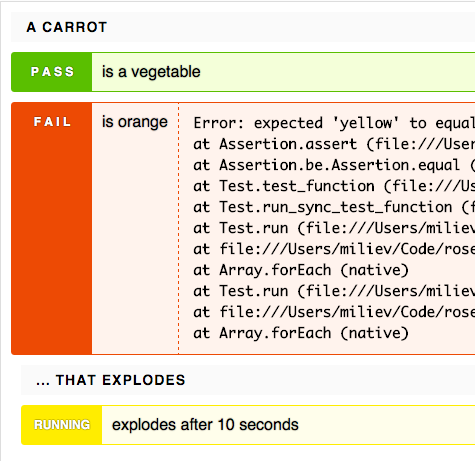 A CARROT
PASS is a vegetable
FAIL is orange Error: expected 'yellow' to equal
at Assertion.assert (file:///User
at Assertion.be.Assertion.equal (
at Test.test_function (file:///Us
at Test.run_sync_test_function (f
at Test.run (file:///Users/miliev
at file:///Users/miliev/Code/rose
at Array.forEach (native)
at Test.run (file:///Users/miliev
at file:///Users/miliev/Code/rose
at Array.forEach (native)
... THAT EXPLODES
RUNNING explodes after 10 seconds